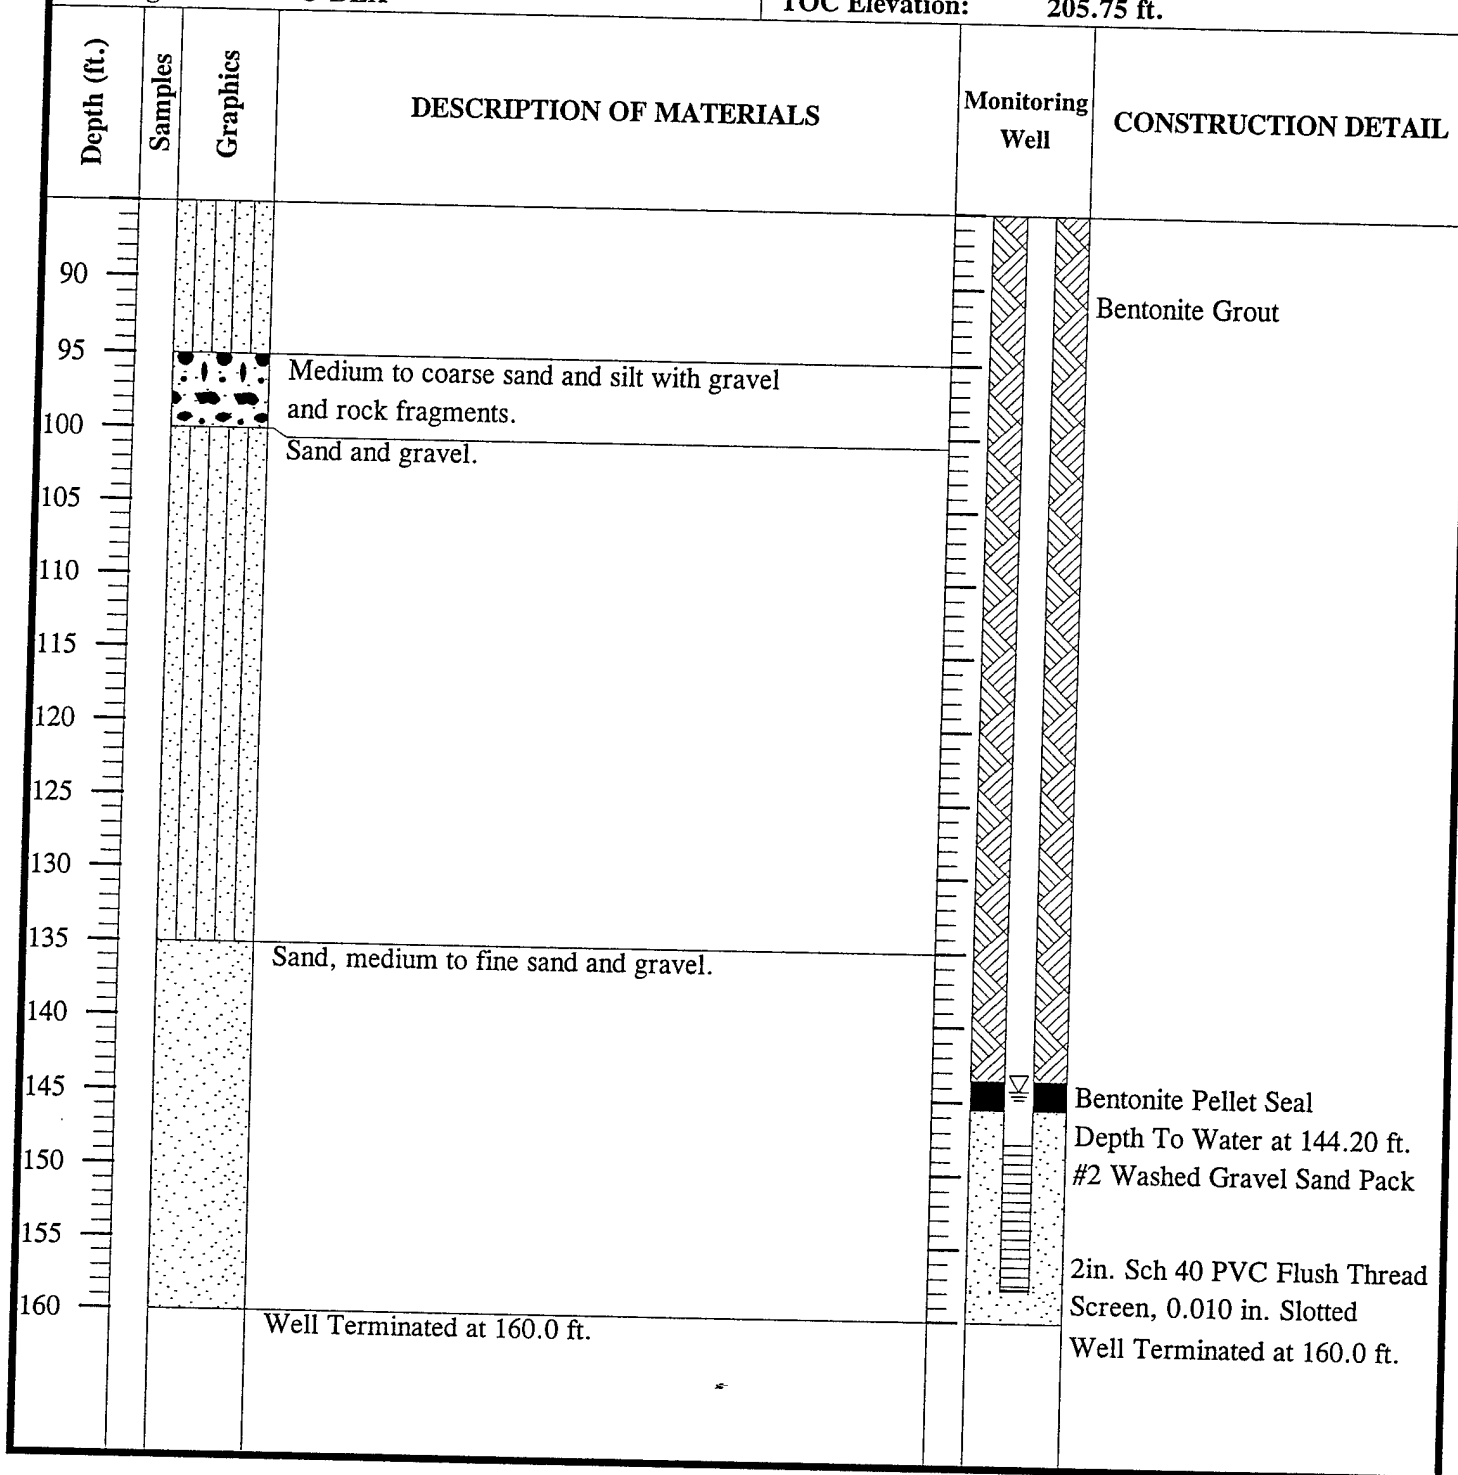 TOC Elevation: 205.75 ft.
Depth (ft.)
Samples
Graphics
DESCRIPTION OF MATERIALS
Monitoring
Well
CONSTRUCTION DETAIL
90
95
100
105
110
115
120
125
130
135
140
145
150
155
160
Medium to coarse sand and silt with gravel
and rock fragments.
Sand and gravel.
Sand, medium to fine sand and gravel.
Well Terminated at 160.0 ft.
Bentonite Grout
Bentonite Pellet Seal
Depth To Water at 144.20 ft.
#2 Washed Gravel Sand Pack
2in. Sch 40 PVC Flush Thread
Screen, 0.010 in. Slotted
Well Terminated at 160.0 ft.